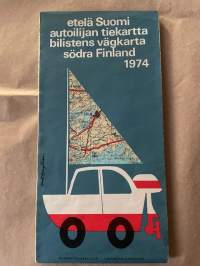 etelä Suomi
autoilijan tiekartta
bilistens vägkarta
södra Finland
1974